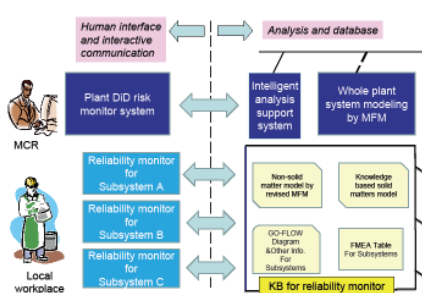 Human interface
and interactive
communication
Analysis and database
Plant DiD risk
monitor system
Intelligent
analysis
support
system
Whole plant
system modeling
by MFM
MCR
Reliability monitor
for
Subsystem A
Non-solid
matter model by
revised MFM
Knowledge
based solid
matters model
Reliability monitor
for
Subsystem B
GO-FLOW
Diagram
&Other Info.
For
Subsystems
FMEA Table
For Subsystems
Reliability monitor
for
Subsystem C
Local
workplace
KB for reliability monitor